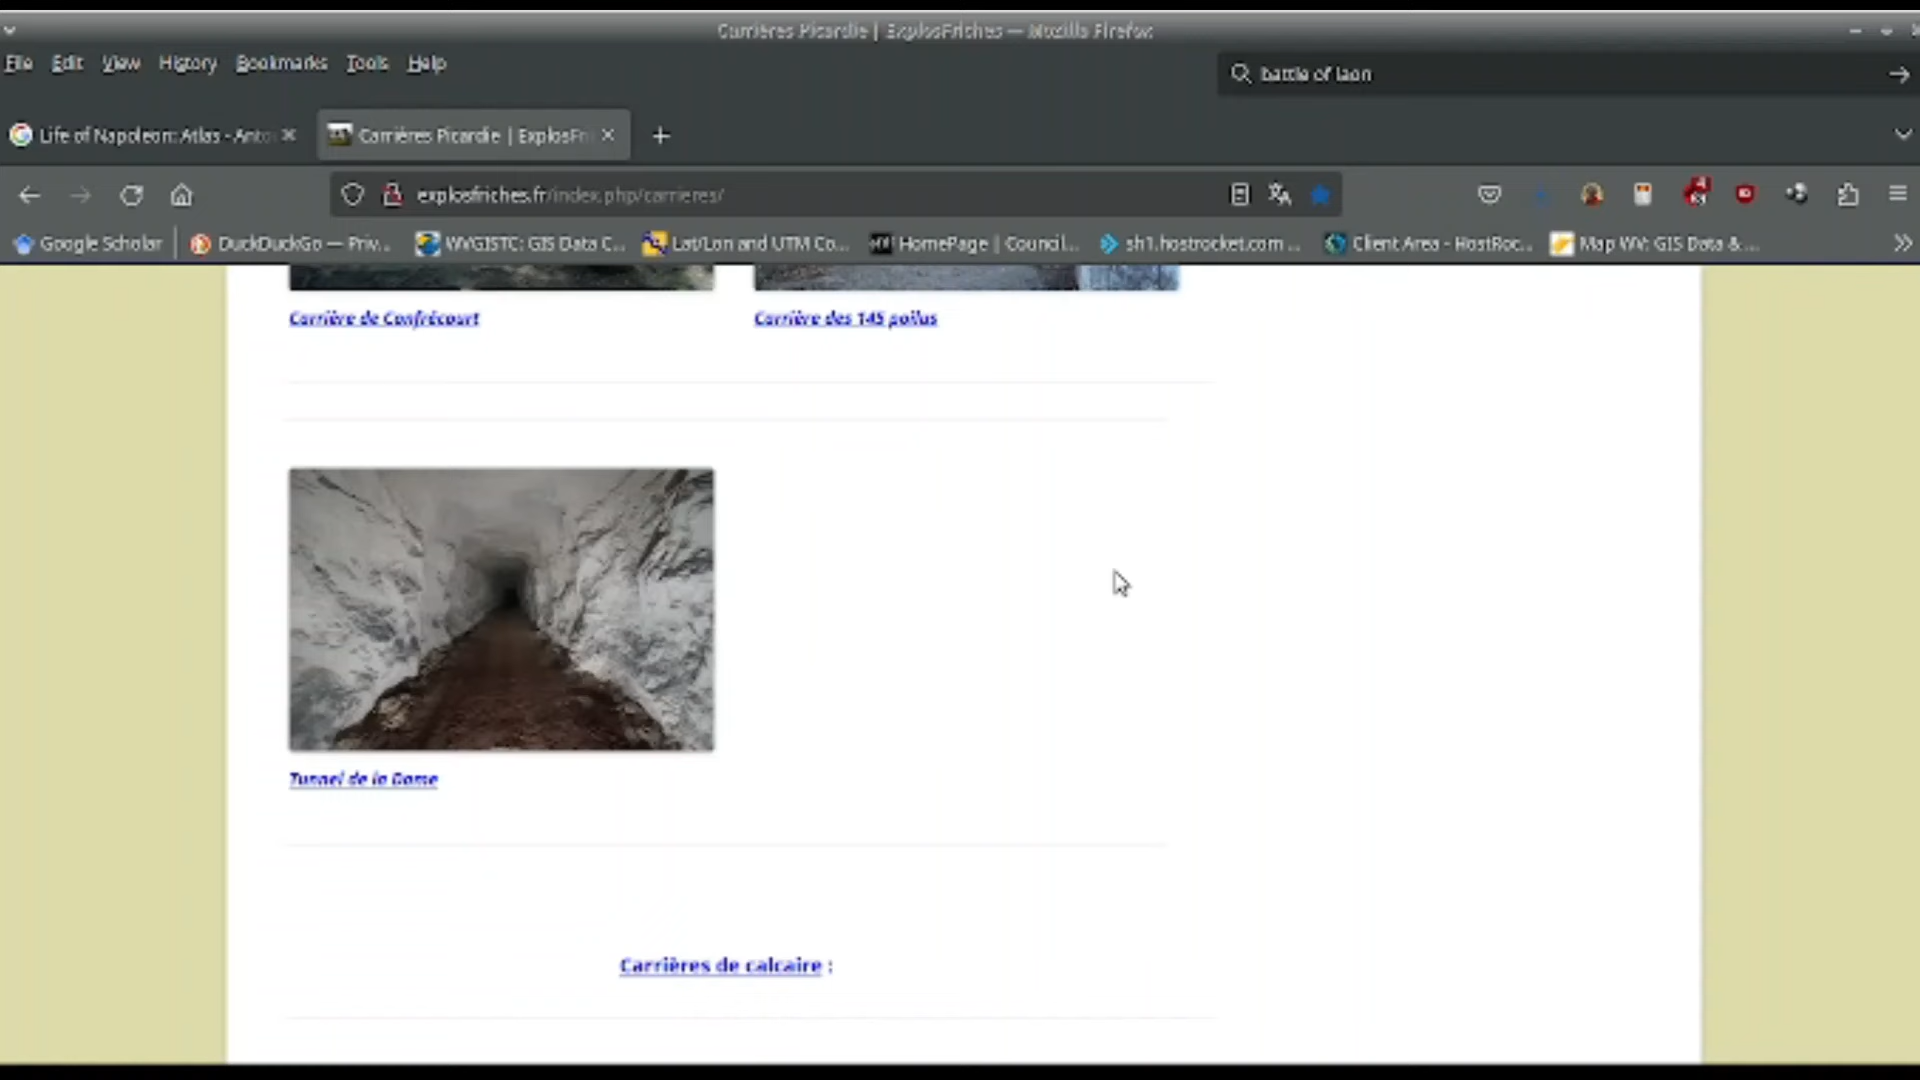 Carrières Picardie | ExplosFriches — Mozilla Firefox
File Edit View History Bookmarks Tools Help
battle of laon
Life of Napoleon: Atlas - Anto
Carrières Picardie | ExplosFri
explosfriches.fr/index.php/carrieres/
Google Scholar
DuckDuckGo — Priv...
WVGISTC: GIS Data C...
Lat/Lon and UTM Co...
HomePage | Council...
sh1.hostrocket.com ...
Client Area - HostRoc...
Map WV: GIS Data & ...
Carrière de Confrécourt
Carrière des 145 poilus
Tunnel de la Dame
Carrières de calcaire :